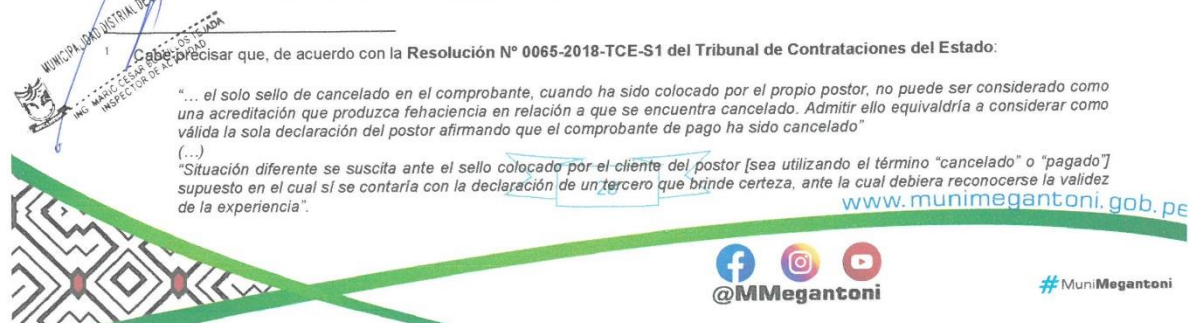 MUNICIPALIDAD DISTRITAL DE
ING. MARIO CESAR
INSPECTOR DE ACTIVIDAD
1 Cabe precisar que, de acuerdo con la Resolución N° 0065-2018-TCE-S1 del Tribunal de Contrataciones del Estado:
“… el solo sello de cancelado en el comprobante, cuando ha sido colocado por el propio postor, no puede ser considerado como
una acreditación que produzca fehaciencia en relación a que se encuentra cancelado. Admitir ello equivaldría a considerar como
válida la sola declaración del postor afirmando que el comprobante de pago ha sido cancelado”
(…)
“Situación diferente se suscita ante el sello colocado por el cliente del postor [sea utilizando el término “cancelado” o “pagado”]
supuesto en el cual sí se contaría con la declaración de un tercero que brinde certeza, ante la cual debiera reconocerse la validez
de la experiencia”.
28
www.munimegantoni.gob.pe
@MMegantoni
#MuniMegantoni